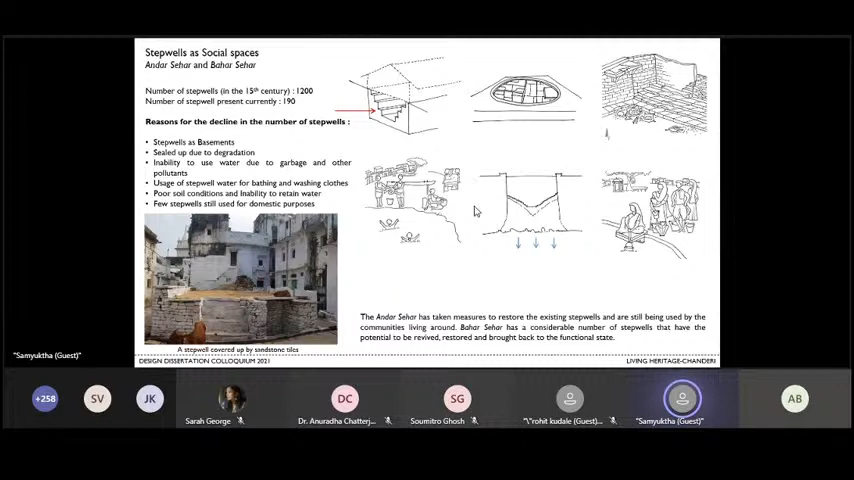 Stepwells as Social spaces
Andar Sehar and Bahar Sehar
Number of stepwells (in the 15th century) : 1200
Number of stepwell present currently : 190
Reasons for the decline in the number of stepwells :
• Stepwells as Basements
• Sealed up due to degradation
• Inability to use water due to garbage and other
pollutants
• Usage of stepwell water for bathing and washing clothes
• Poor soil conditions and Inability to retain water
• Few stepwells still used for domestic purposes
A stepwell covered up by sandstone tiles
The Andar Sehar has taken measures to restore the existing stepwells and are still being used by the
communities living around. Bahar Sehar has a considerable number of stepwells that have the
potential to be revived, restored and brought back to the functional state.
DESIGN DISSERTATION COLLOQUIUM 2021
LIVING HERITAGE-CHANDERI
"Samyuktha (Guest)"
+258
SV
JK
Sarah George
DC
Dr. Anuradha Chatterj...
SG
Soumitro Ghosh
"\"rohit kudale (Guest)...
"Samyuktha (Guest)"
AB